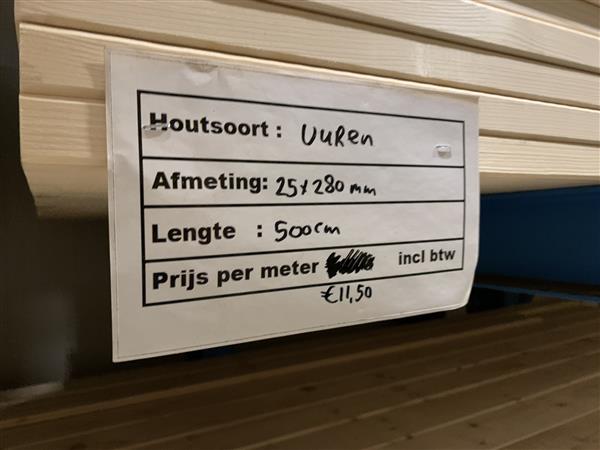 Houtsoort : VUREN
Afmeting: 25x280 mm
Lengte : 500cm
Prijs per meter incl btw
€11,50